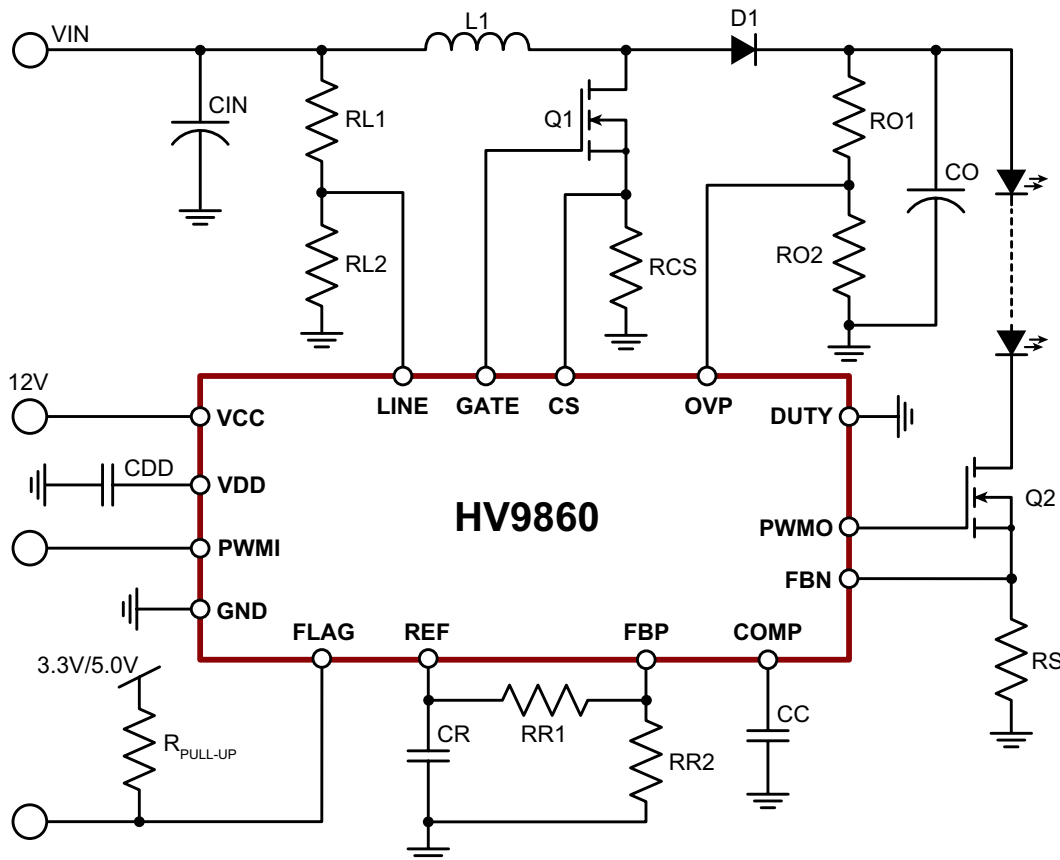 VIN
L1
D1
CIN
RL1
Q1
RO1
CO
RL2
RCS
RO2
12V
LINE
GATE
CS
OVP
VCC
DUTY
CDD
VDD
HV9860
Q2
PWMI
PWMO
FBN
GND
FLAG
REF
FBP
COMP
3.3V/5.0V
RS
CR
RR1
CC
RPULL-UP
RR2